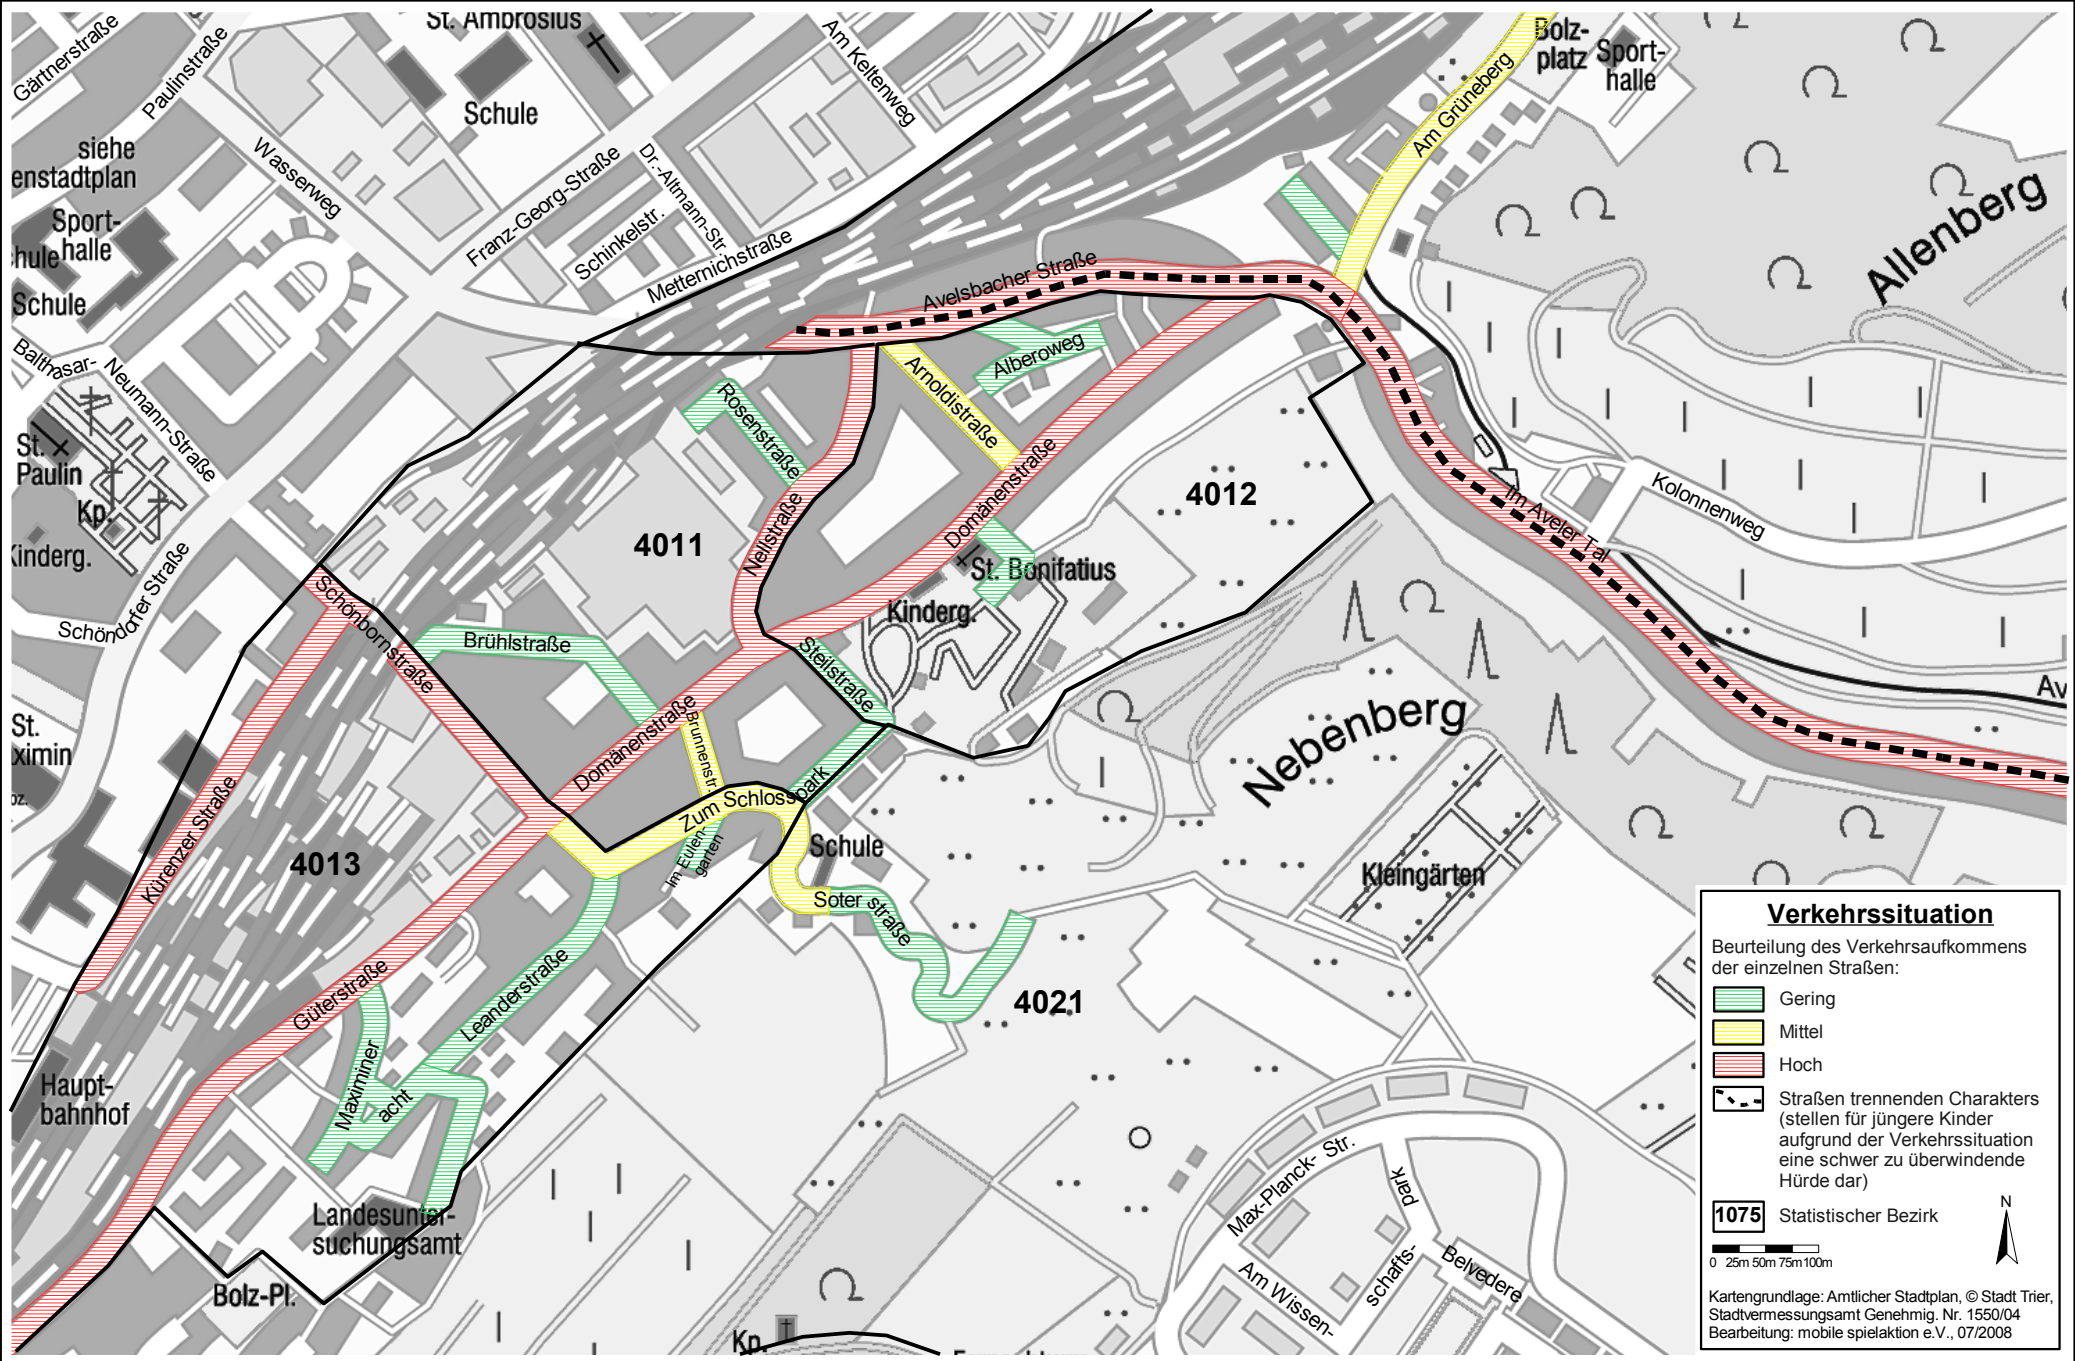 St. Ambrosius
Gärtnerstraße
Paulinstraße
Schule
Am Keltenweg
Bolz-
platz
Sport-
halle
Am Grüneberg
siehe
enstadtplan
Wasserweg
Franz-Georg-Straße
Dr.-Altmann-Str.
Schinkelstr.
Metternichstraße
Sport-
halle
hule
Schule
Allenberg
Avelsbacher Straße
Balthasar-
Neumann-Straße
Alberoweg
Arnoldistraße
Rosenstraße
St.
Paulin
Kp.
Kinderg.
Schöndorfer Straße
4011
Nellstraße
Domänenstraße
4012
Im Aveler Tal
Kolonnenweg
St. Bonifatius
Kinderg.
Schönbornstraße
Brühlstraße
Steilstraße
Av
St.
ximin
oz.
Domänenstraße
Brunnenstr.
Nebenberg
Kürenzer Straße
4013
Zum Schlosspark
Im Eulen-
garten
Schule
Soter straße
Kleingärten
4021
Güterstraße
Leanderstraße
Maximiner
acht
Haupt-
bahnhof
Landesunter-
suchungsamt
Bolz-Pl.
Max-Planck- Str.
park
schafts-
Am Wissen-
Belvedere
Kp.
Verkehrssituation
Beurteilung des Verkehrsaufkommens
der einzelnen Straßen:
Gering
Mittel
Hoch
Straßen trennenden Charakters
(stellen für jüngere Kinder
aufgrund der Verkehrssituation
eine schwer zu überwindende
Hürde dar)
1075 Statistischer Bezirk
N
0 25m 50m 75m100m
Kartengrundlage: Amtlicher Stadtplan, © Stadt Trier,
Stadtvermessungsamt Genehmig. Nr. 1550/04
Bearbeitung: mobile spielaktion e.V., 07/2008